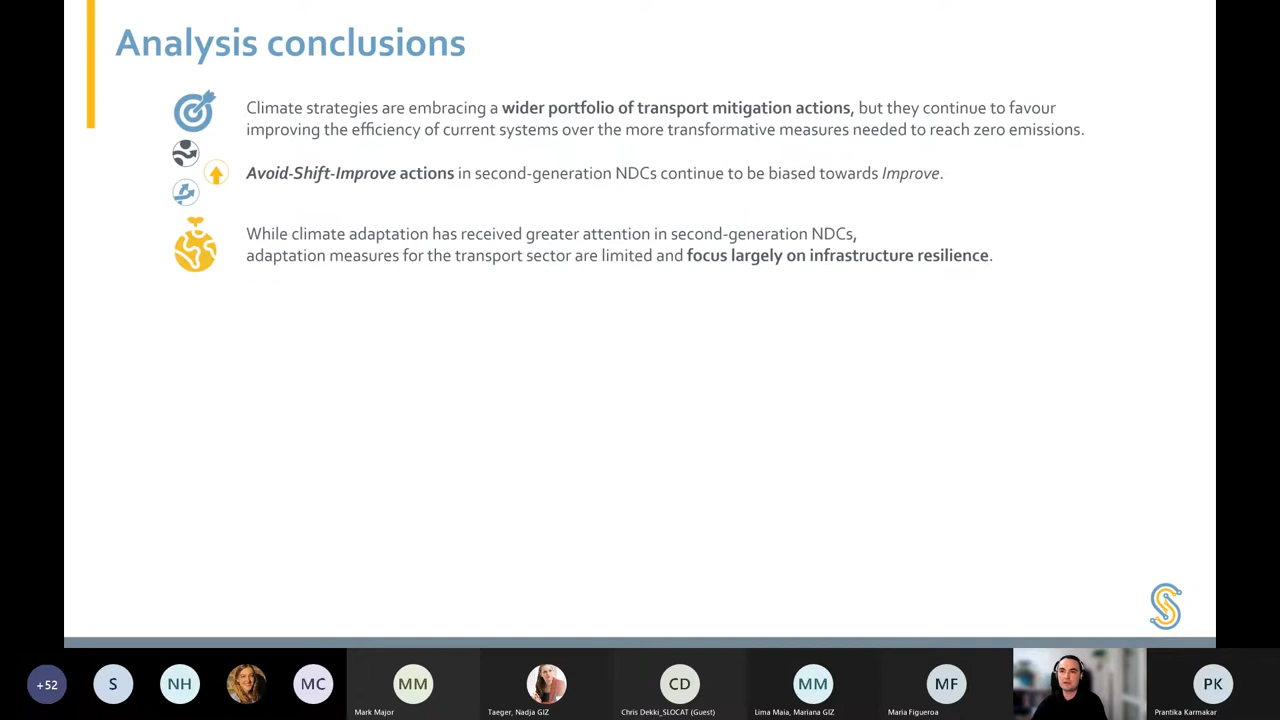 Analysis conclusions
Climate strategies are embracing a wider portfolio of transport mitigation actions, but they continue to favour
improving the efficiency of current systems over the more transformative measures needed to reach zero emissions.
Avoid-Shift-Improve actions in second-generation NDCs continue to be biased towards Improve.
While climate adaptation has received greater attention in second-generation NDCs,
adaptation measures for the transport sector are limited and focus largely on infrastructure resilience.
+52
S
NH
MC
MM
Mark Major
Taeger, Nadja GIZ
CD
Chris Dekki_SLOCAT (Guest)
MM
Lima Maia, Mariana GIZ
MF
Maria Figueroa
PK
Prantika Karmakar